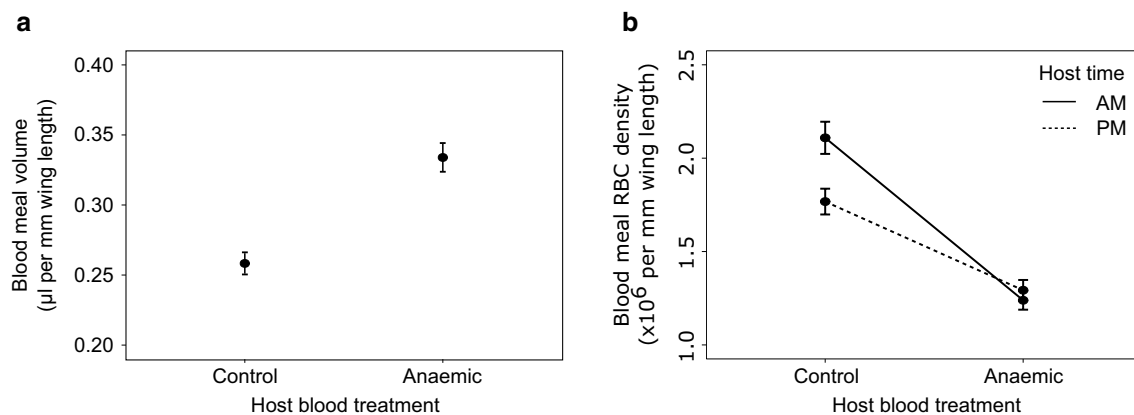 a
Blood meal volume
(µl per mm wing length)
0.40
0.35
0.30
0.25
0.20
Control
Anaemic
Host blood treatment
b
Blood meal RBC density
(x10⁶ per mm wing length)
2.5
2.0
1.5
1.0
Host time
AM
PM
Control
Anaemic
Host blood treatment